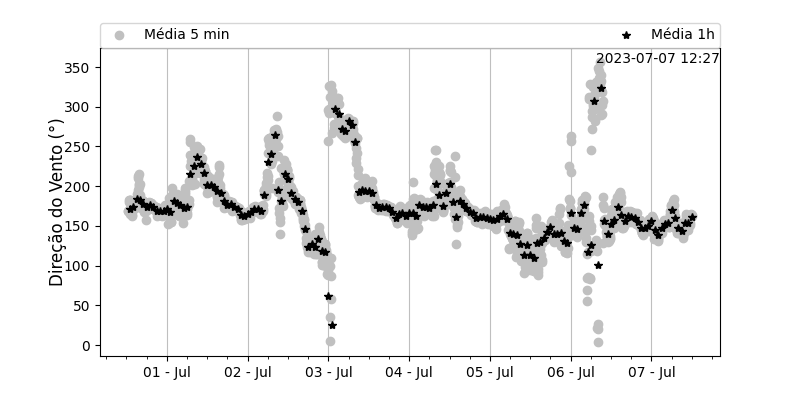 Média 5 min
Média 1h
2023-07-07 12:27
Direção do Vento (°)
350
300
250
200
150
100
50
0
01 - Jul
02 - Jul
03 - Jul
04 - Jul
05 - Jul
06 - Jul
07 - Jul